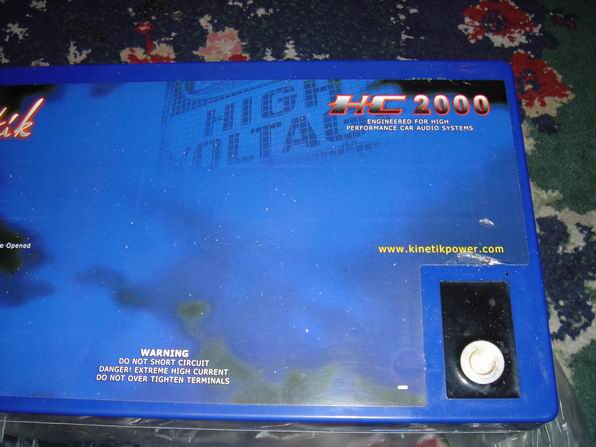 tik
HC 2000
ENGINEERED FOR HIGH
PERFORMANCE CAR AUDIO SYSTEMS
HIGH
VOLTAG
e Opened
www.kinetikpower.com
WARNING
DO NOT SHORT CIRCUIT
DANGER! EXTREME HIGH CURRENT
DO NOT OVER TIGHTEN TERMINALS